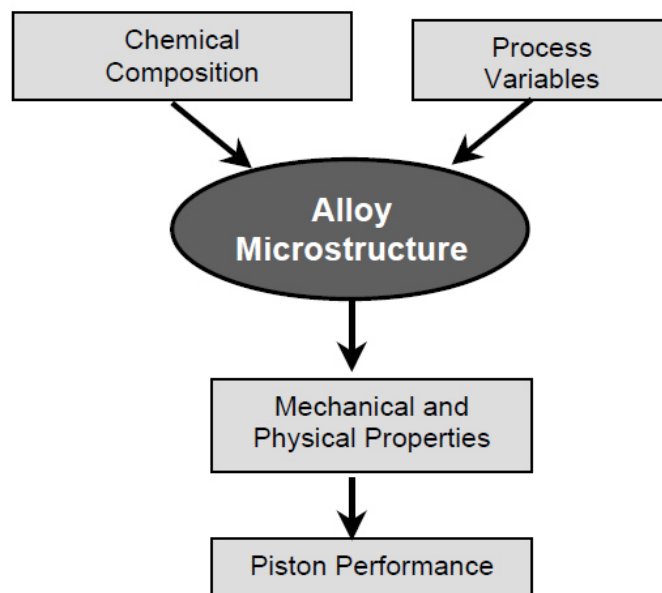 Chemical
Composition
Process
Variables
Alloy
Microstructure
Mechanical and
Physical Properties
Piston Performance